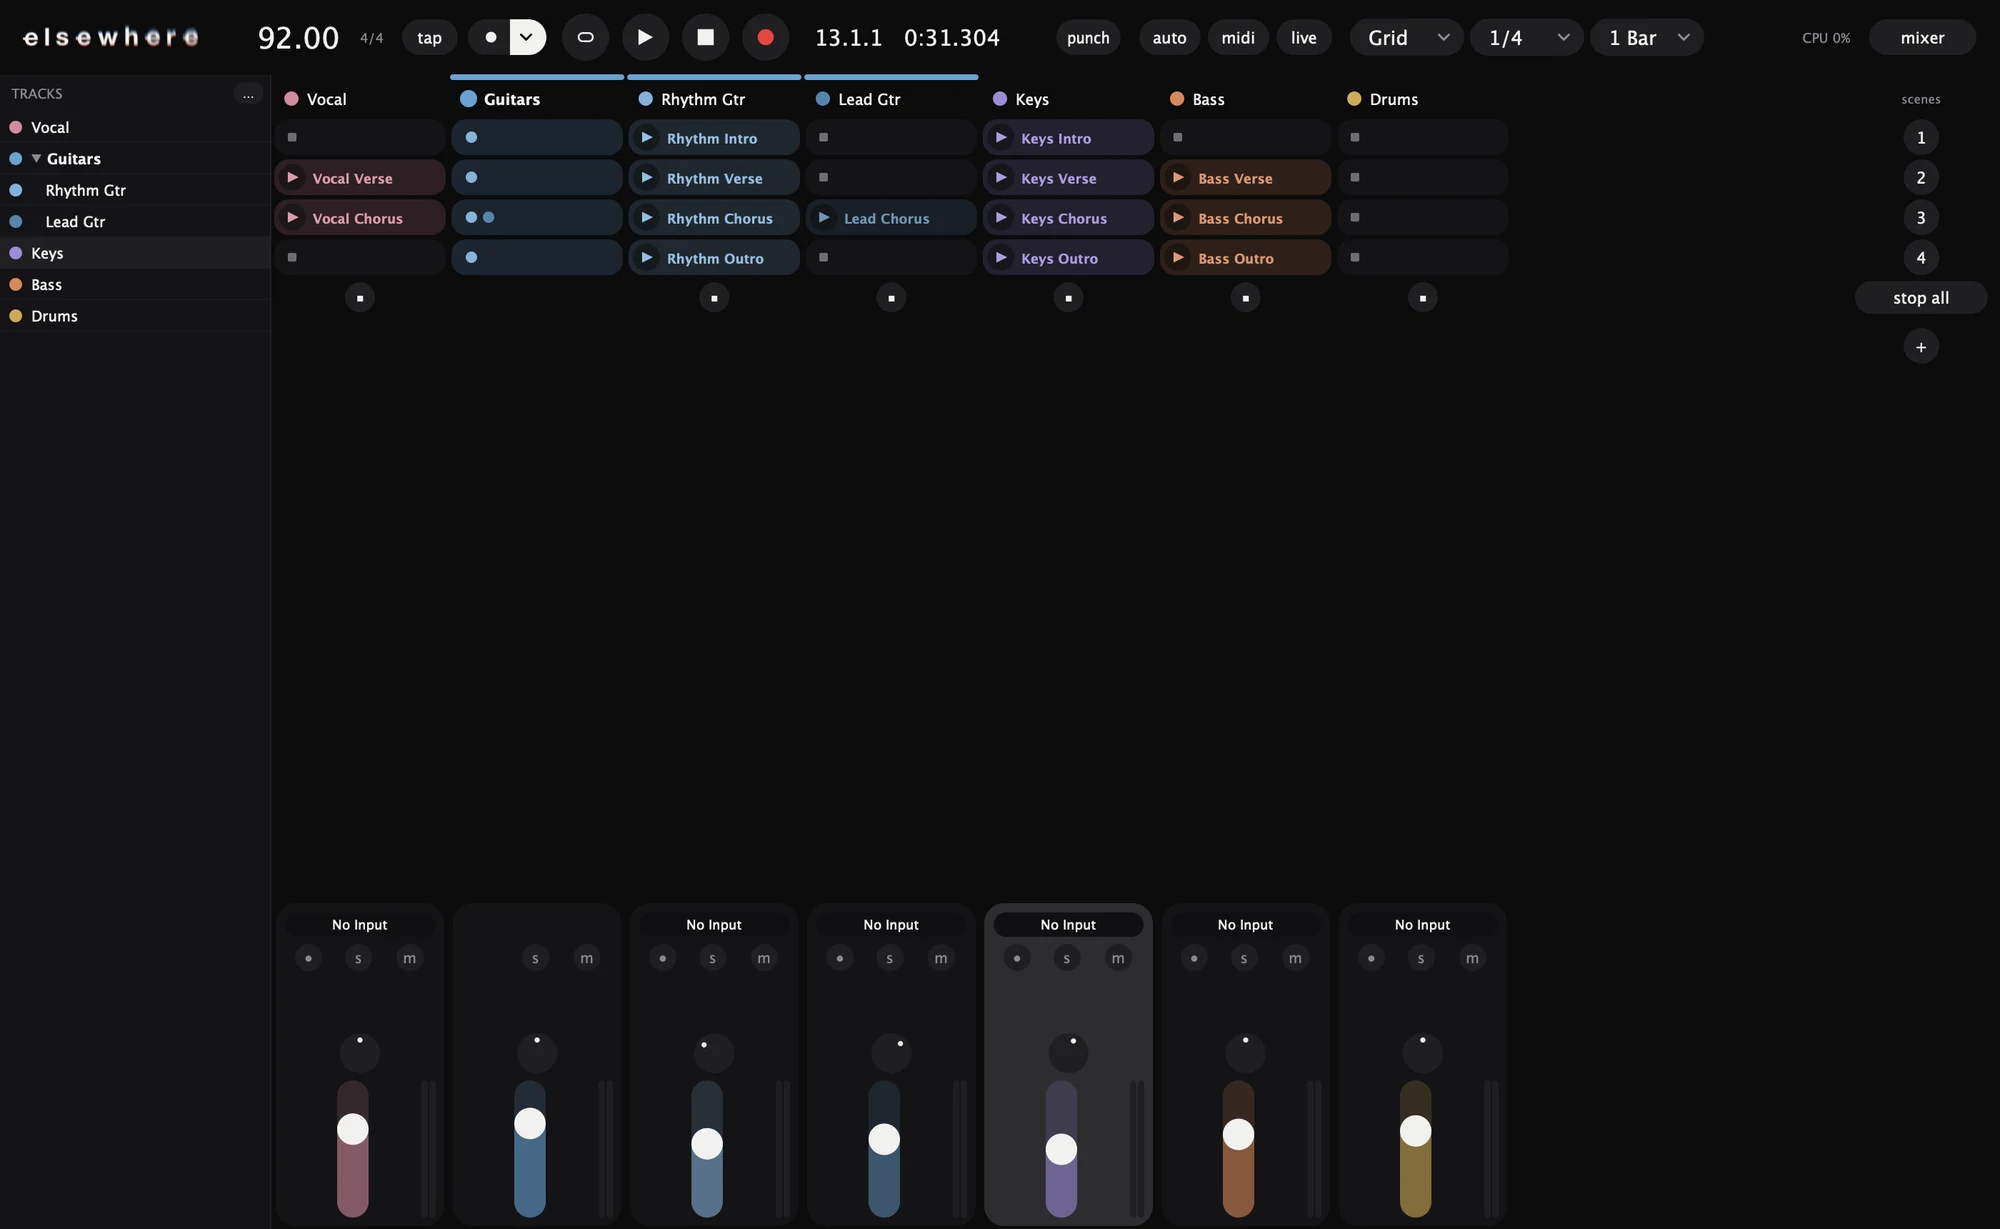 elsewhere 92.00 4/4 tap 13.1.1 0:31.304 punch auto midi live Grid 1/4 1 Bar CPU 0% mixer
TRACKS ...
Vocal
Guitars
Rhythm Gtr
Lead Gtr
Keys
Bass
Drums
Vocal Guitars Rhythm Gtr Lead Gtr Keys Bass Drums scenes
Rhythm Intro Keys Intro 1
Vocal Verse Rhythm Verse Keys Verse Bass Verse 2
Vocal Chorus Rhythm Chorus Lead Chorus Keys Chorus Bass Chorus 3
Rhythm Outro Keys Outro Bass Outro 4
stop all
+
No Input No Input No Input No Input No Input No Input
s m s m s m s m s m s m s m